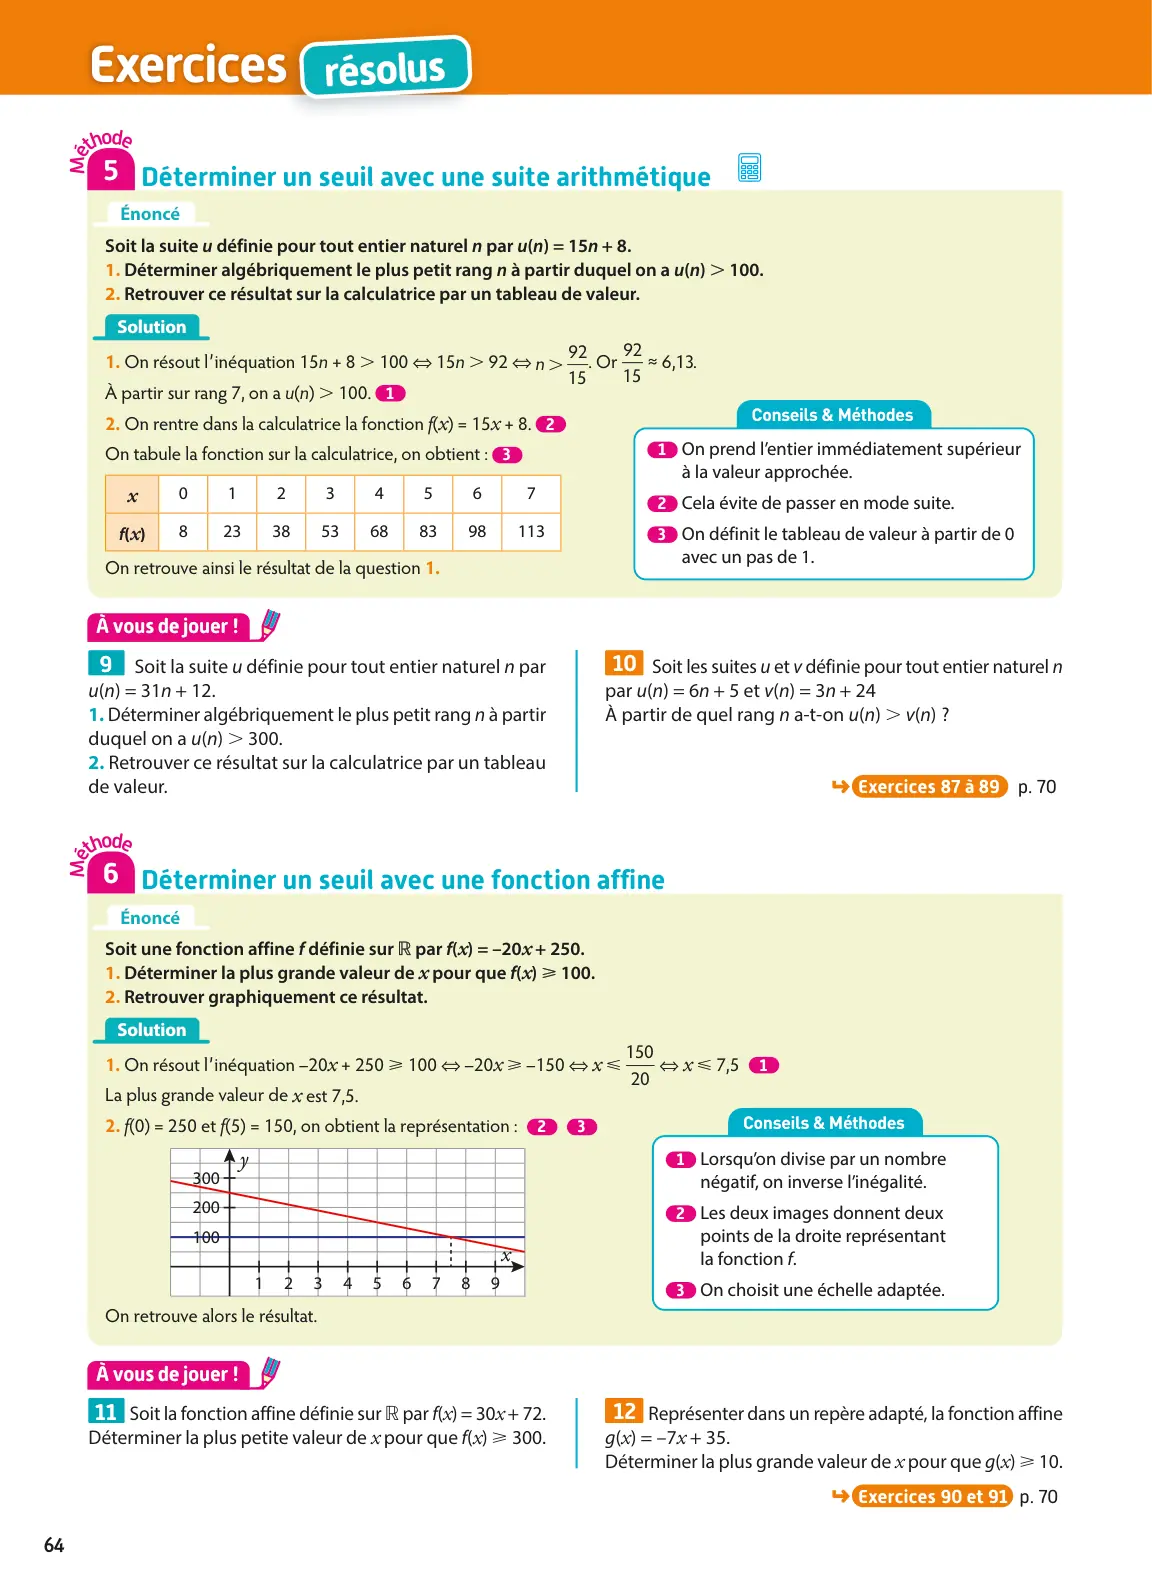 Exercices résolus
Méthode
5 Déterminer un seuil avec une suite arithmétique
Énoncé
Soit la suite u définie pour tout entier naturel n par u(n) = 15n + 8.
1. Déterminer algébriquement le plus petit rang n à partir duquel on a u(n) > 100.
2. Retrouver ce résultat sur la calculatrice par un tableau de valeur.
Solution
1. On résout l'inéquation 15n + 8 > 100 ⇔ 15n > 92 ⇔ n > 92/15. Or 92/15 ≈ 6,13.
À partir sur rang 7, on a u(n) > 100. 1
2. On rentre dans la calculatrice la fonction f(x) = 15x + 8. 2
On tabule la fonction sur la calculatrice, on obtient : 3
x 0 1 2 3 4 5 6 7
f(x) 8 23 38 53 68 83 98 113
On retrouve ainsi le résultat de la question 1.
Conseils & Méthodes
1 On prend l'entier immédiatement supérieur
à la valeur approchée.
2 Cela évite de passer en mode suite.
3 On définit le tableau de valeur à partir de 0
avec un pas de 1.
À vous de jouer !
9 Soit la suite u définie pour tout entier naturel n par
u(n) = 31n + 12.
1. Déterminer algébriquement le plus petit rang n à partir
duquel on a u(n) > 300.
2. Retrouver ce résultat sur la calculatrice par un tableau
de valeur.
10 Soit les suites u et v définie pour tout entier naturel n
par u(n) = 6n + 5 et v(n) = 3n + 24
À partir de quel rang n a-t-on u(n) > v(n) ?
↪ Exercices 87 à 89 p. 70
Méthode
6 Déterminer un seuil avec une fonction affine
Énoncé
Soit une fonction affine f définie sur ℝ par f(x) = –20x + 250.
1. Déterminer la plus grande valeur de x pour que f(x) ⩾ 100.
2. Retrouver graphiquement ce résultat.
Solution
1. On résout l'inéquation –20x + 250 ⩾ 100 ⇔ –20x ⩾ –150 ⇔ x ⩽ 150/20 ⇔ x ⩽ 7,5 1
La plus grande valeur de x est 7,5.
2. f(0) = 250 et f(5) = 150, on obtient la représentation : 2 3
y
300
200
100
x
1 2 3 4 5 6 7 8 9
On retrouve alors le résultat.
Conseils & Méthodes
1 Lorsqu'on divise par un nombre
négatif, on inverse l'inégalité.
2 Les deux images donnent deux
points de la droite représentant
la fonction f.
3 On choisit une échelle adaptée.
À vous de jouer !
11 Soit la fonction affine définie sur ℝ par f(x) = 30x + 72.
Déterminer la plus petite valeur de x pour que f(x) ⩾ 300.
12 Représenter dans un repère adapté, la fonction affine
g(x) = –7x + 35.
Déterminer la plus grande valeur de x pour que g(x) ⩾ 10.
↪ Exercices 90 et 91 p. 70
64